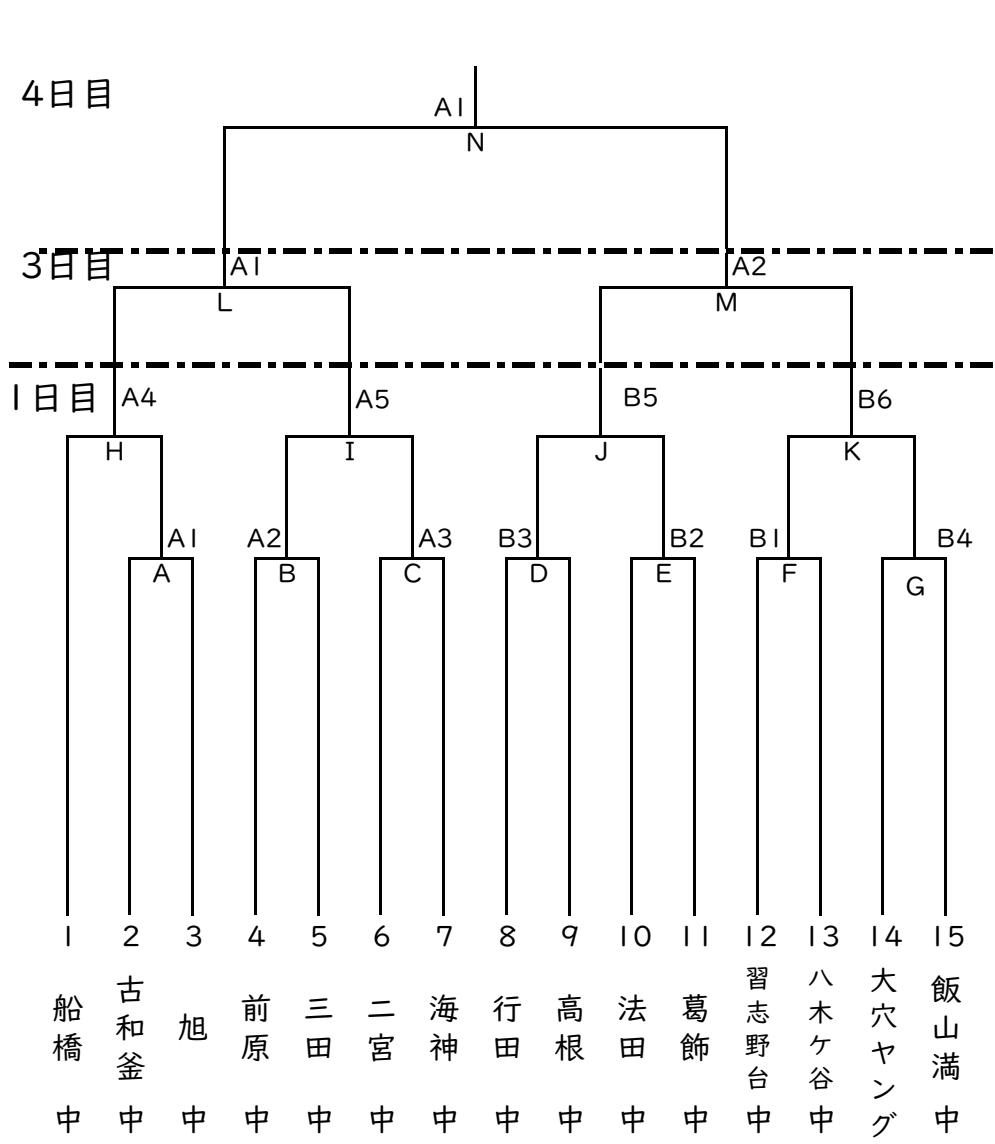 4日目
A1
N
3日目
A1
A2
L
M
1日目
A4
A5
B5
B6
H
I
J
K
A1
A2
A3
B3
B2
B1
B4
A
B
C
D
E
F
G
1
2
3
4
5
6
7
8
9
10
11
12
13
14
15
船橋中
古和釜中
旭中
前原中
三田中
二宮中
海神中
行田中
高根中
法田中
葛飾中
習志野台中
八木ケ谷中
大穴ヤング
飯山満中